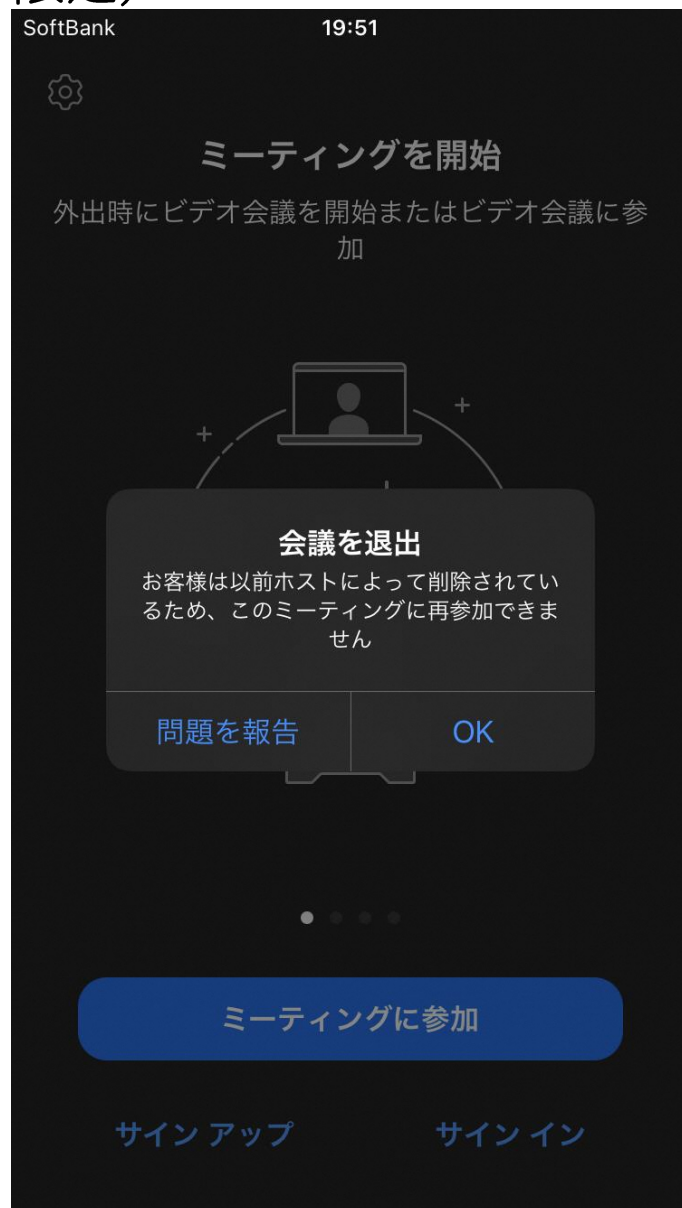 SoftBank
19:51
ミーティングを開始
外出時にビデオ会議を開始またはビデオ会議に参
加
会議を退出
お客様は以前ホストによって削除されてい
るため、このミーティングに再参加できま
せん
問題を報告
OK
ミーティングに参加
サイン アップ
サイン イン